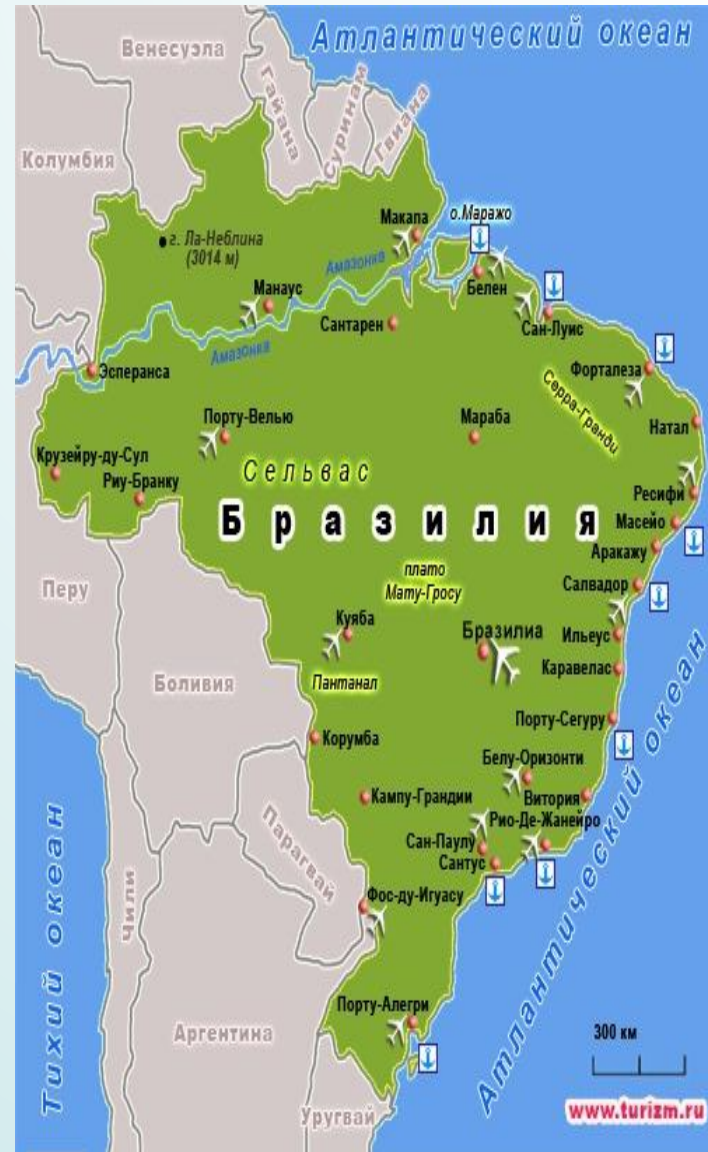 Атлантический океан
Венесуэла
Гайана
Суринам
Гвиана
Колумбия
Макапа
о.Маражо
г. Ла-Неблина
(3014 м)
Амазонка
Белен
Манаус
Сантарен
Сан-Луис
Амазонка
Эсперанса
Форталеза
Серра-Гранди
Порту-Велью
Мараба
Натал
Крузейру-ду-Сул
Сельвас
Риу-Бранку
Ресифи
Бразилия
Масейо
Аракажу
плато
Мату-Гросу
Перу
Салвадор
Куяба
Бразилиа
Ильеус
Боливия
Пантанал
Каравелас
Порту-Сегуру
Корумба
Атлантический океан
Белу-Оризонти
Кампу-Грандии
Витория
Рио-Де-Жанейро
Парагвай
Сан-Паулу
Сантус
Тихий океан
Чили
Фос-ду-Игуасу
Порту-Алегри
Аргентина
300 км
Уругвай
www.turizm.ru